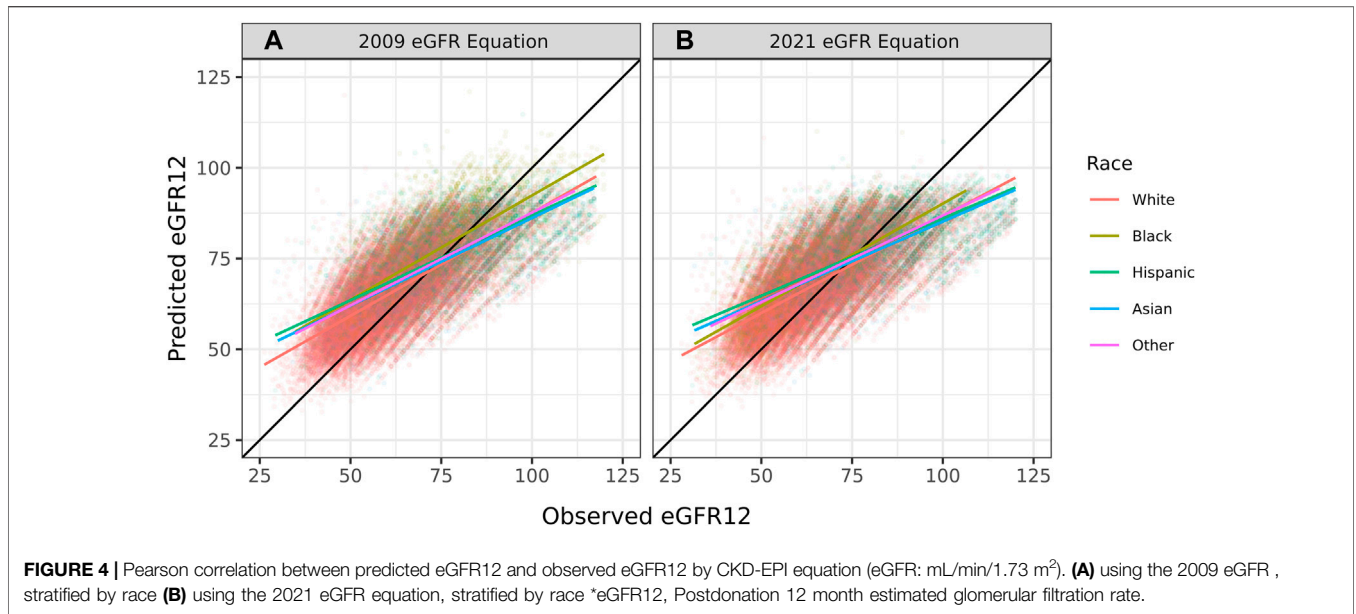 A
2009 eGFR Equation
B
2021 eGFR Equation
Predicted eGFR12
125
100
75
50
25
25 50 75 100 125
25 50 75 100 125
Observed eGFR12
Race
White
Black
Hispanic
Asian
Other
FIGURE 4 | Pearson correlation between predicted eGFR12 and observed eGFR12 by CKD-EPI equation (eGFR: mL/min/1.73 m²). (A) using the 2009 eGFR ,
stratified by race (B) using the 2021 eGFR equation, stratified by race *eGFR12, Postdonation 12 month estimated glomerular filtration rate.